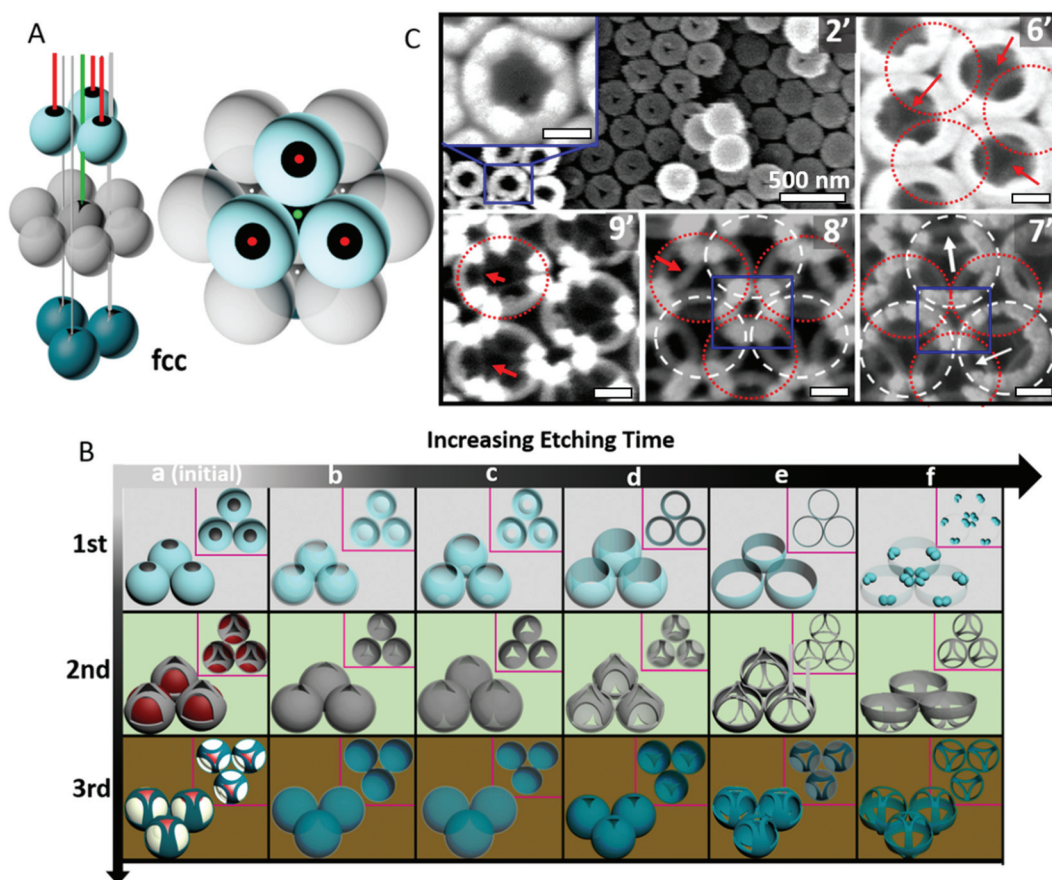 A
fcc
C
2’
500 nm
6’
9’
8’
7’
B
Increasing Etching Time
a (initial)
b
c
d
e
f
1st
2nd
3rd